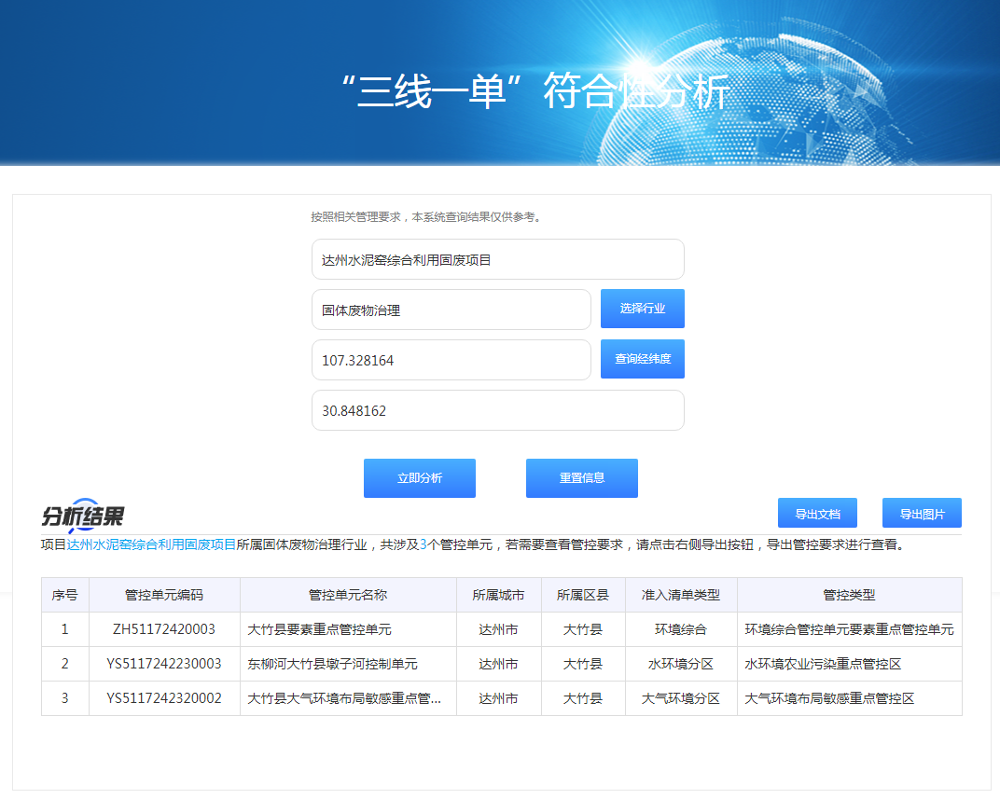 “三线一单”符合性分析
按照相关管理要求，本系统查询结果仅供参考。
达州水泥窑综合利用固废项目
固体废物治理 选择行业
107.328164 查询经纬度
30.848162
立即分析 重置信息
分析结果 导出文档 导出图片
项目达州水泥窑综合利用固废项目所属固体废物治理行业，共涉及3个管控单元，若需要查看管控要求，请点击右侧导出按钮，导出管控要求进行查看。
序号 管控单元编码 管控单元名称 所属城市 所属区县 准入清单类型 管控类型
1 ZH51172420003 大竹县要素重点管控单元 达州市 大竹县 环境综合 环境综合管控单元要素重点管控单元
2 YS5117242230003 东柳河大竹县墩子河控制单元 达州市 大竹县 水环境分区 水环境农业污染重点管控区
3 YS5117242320002 大竹县大气环境布局敏感重点管... 达州市 大竹县 大气环境分区 大气环境布局敏感重点管控区